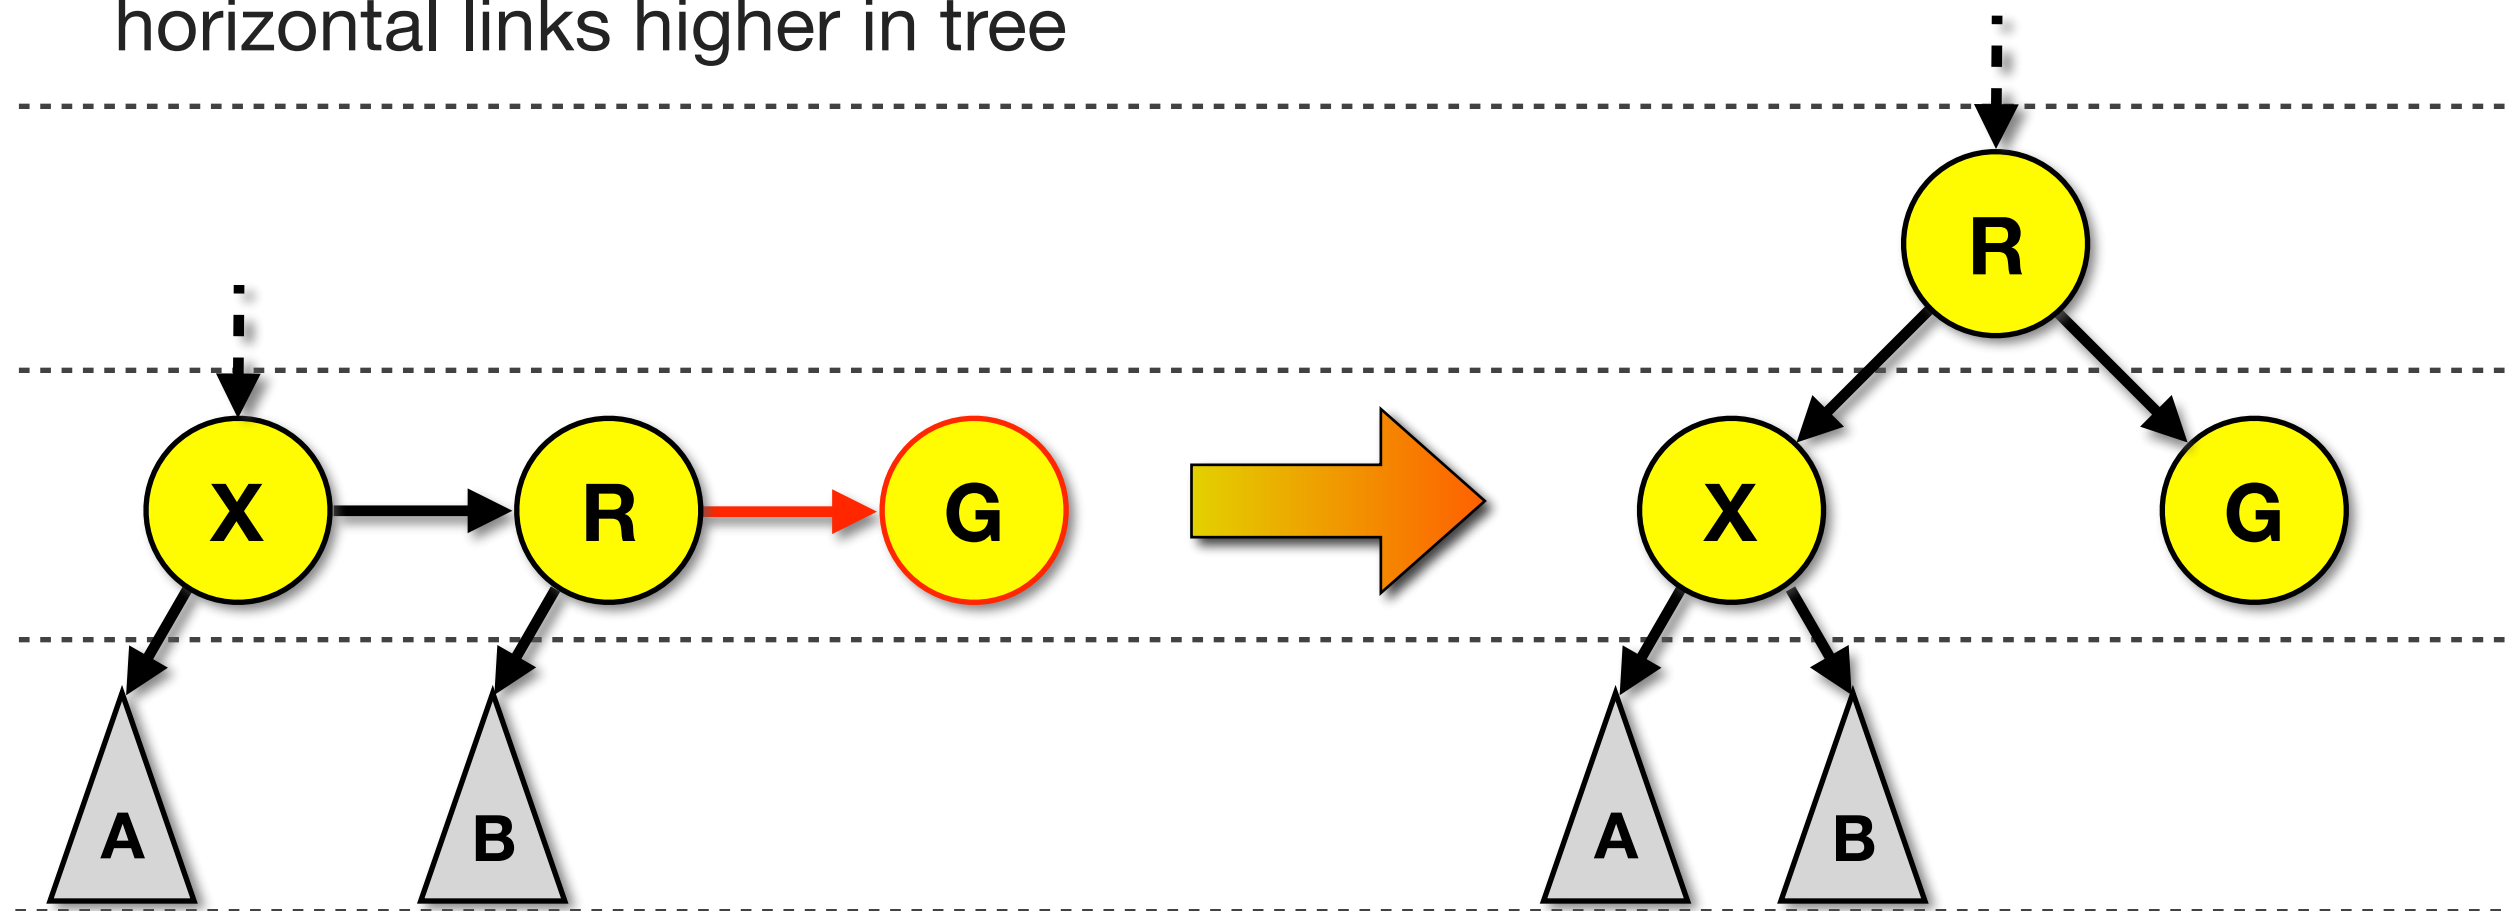 horizontal links higher in tree
R
X R G X G
A B A B